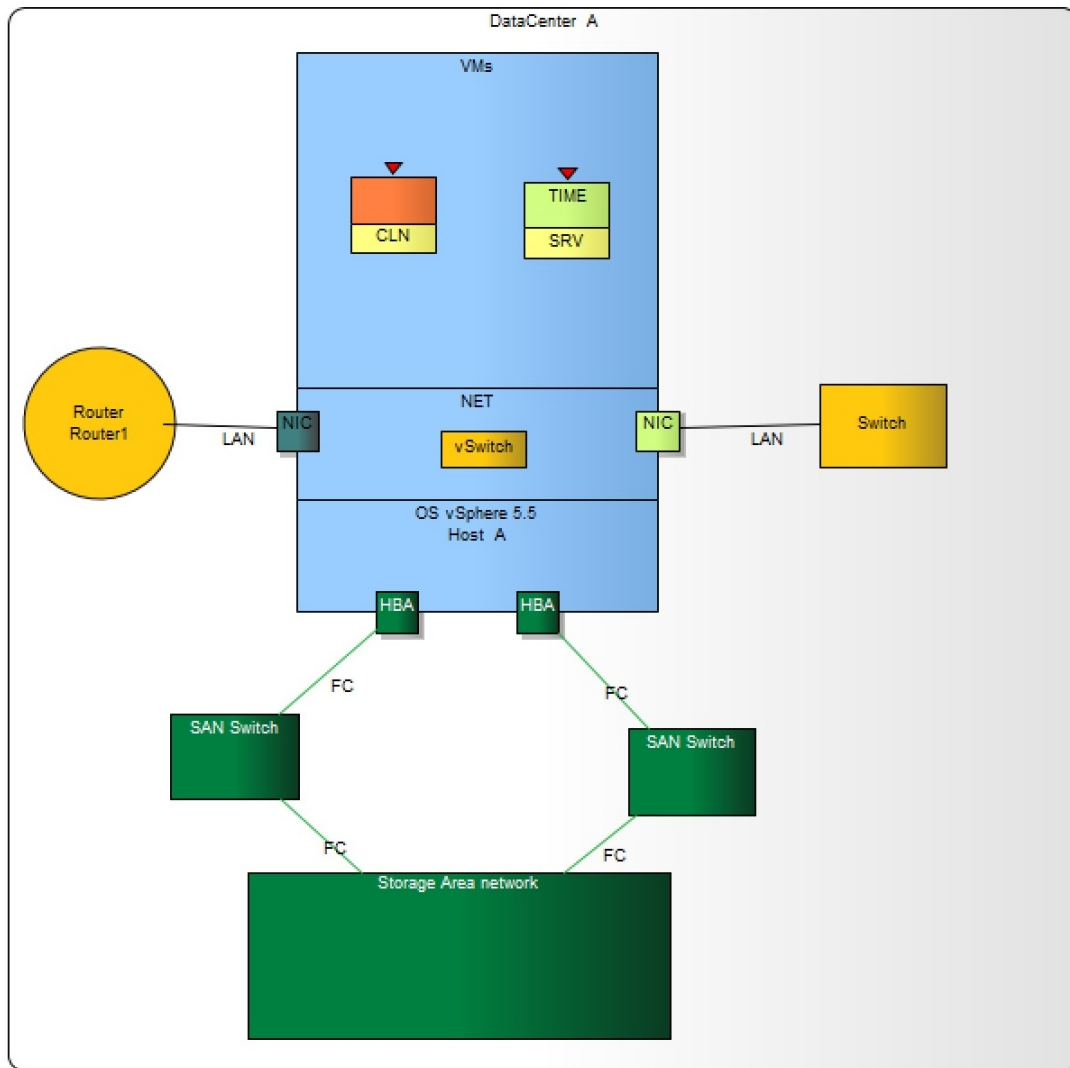 DataCenter A
VMs
TIME
CLN
SRV
Router
Router1
LAN
NIC
NET
vSwitch
NIC
LAN
Switch
OS vSphere 5.5
Host A
HBA
HBA
FC
FC
SAN Switch
SAN Switch
FC
FC
Storage Area network